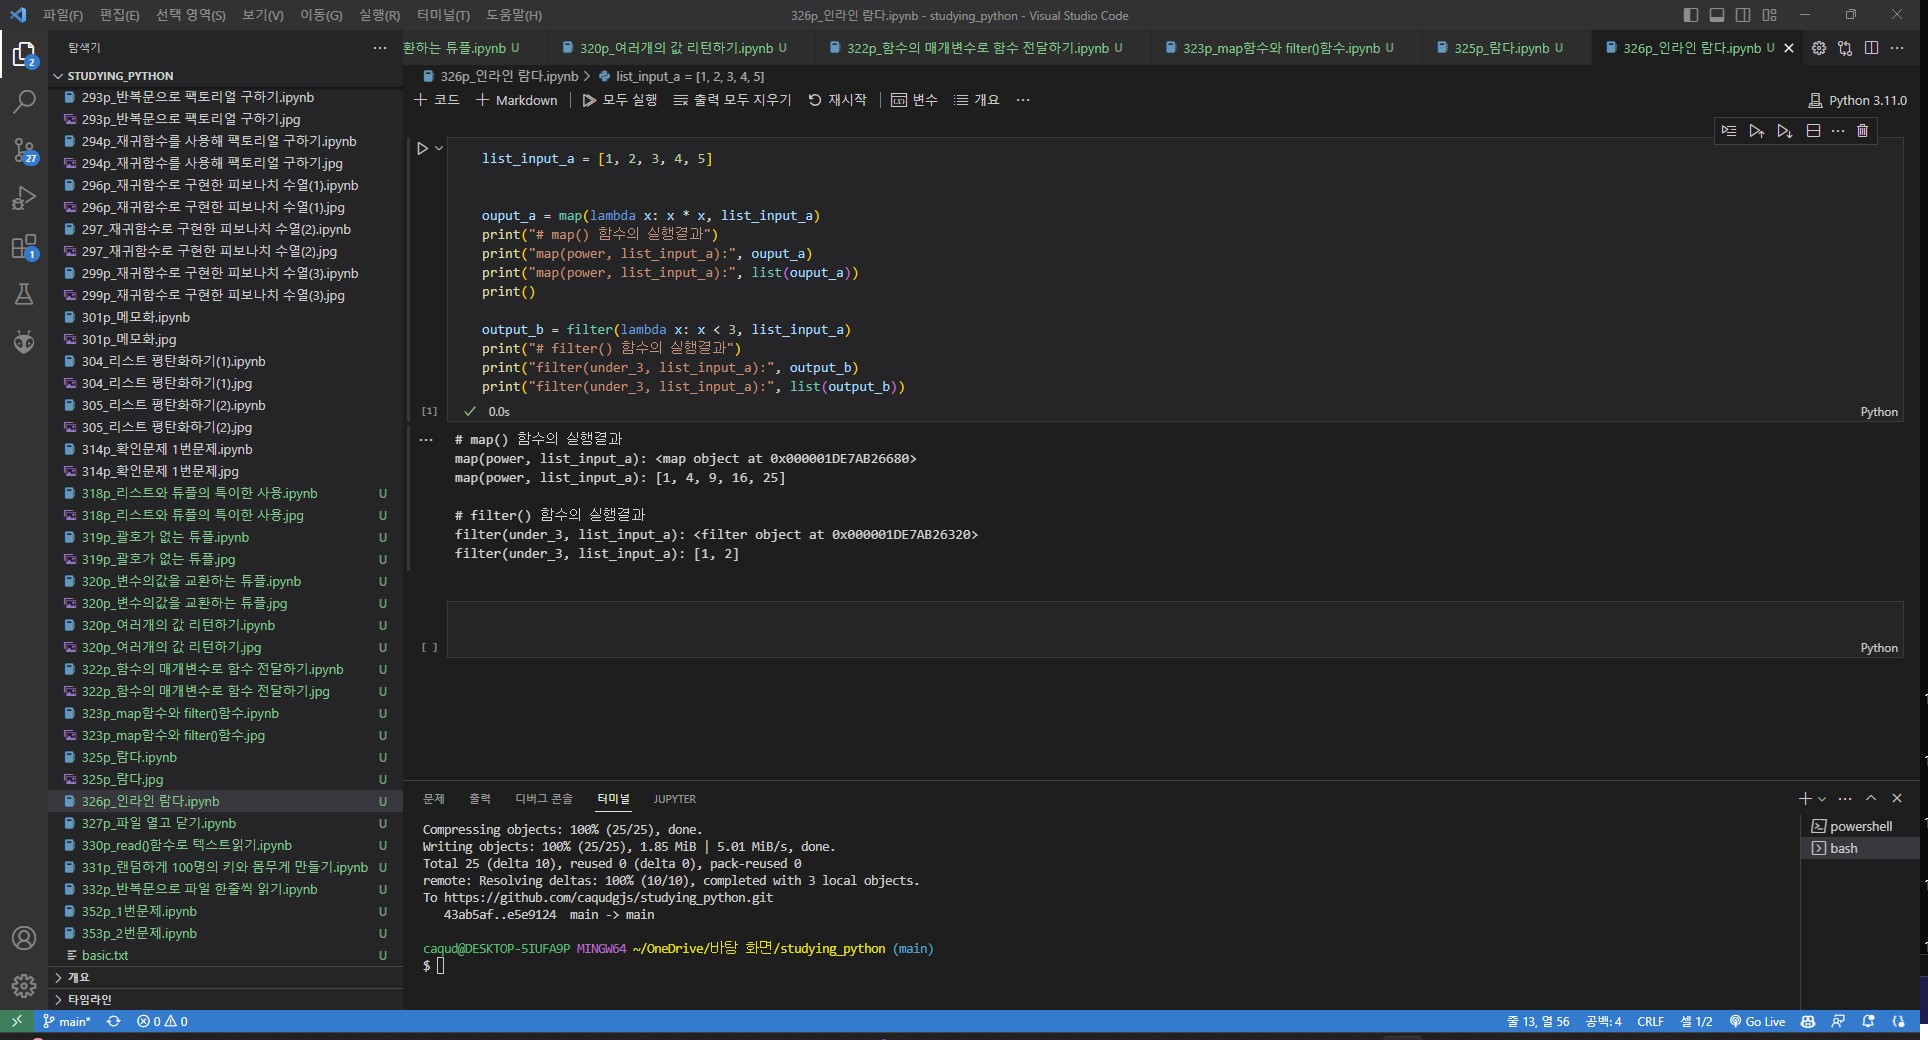 파일(F) 편집(E) 선택 영역(S) 보기(V) 이동(G) 실행(R) 터미널(T) 도움말(H)
326p_인라인 람다.ipynb - studying_python - Visual Studio Code
탐색기
환하는 튜플.ipynb U
320p_여러개의 값 리턴하기.ipynb U
322p_함수의 매개변수로 함수 전달하기.ipynb U
323p_map함수와 filter()함수.ipynb U
325p_람다.ipynb U
326p_인라인 람다.ipynb U
STUDYING_PYTHON
293p_반복문으로 팩토리얼 구하기.ipynb
293p_반복문으로 팩토리얼 구하기.jpg
294p_재귀함수를 사용해 팩토리얼 구하기.ipynb
294p_재귀함수를 사용해 팩토리얼 구하기.jpg
296p_재귀함수로 구현한 피보나치 수열(1).ipynb
296p_재귀함수로 구현한 피보나치 수열(1).jpg
297_재귀함수로 구현한 피보나치 수열(2).ipynb
297_재귀함수로 구현한 피보나치 수열(2).jpg
299p_재귀함수로 구현한 피보나치 수열(3).ipynb
299p_재귀함수로 구현한 피보나치 수열(3).jpg
301p_메모화.ipynb
301p_메모화.jpg
304_리스트 평탄화하기(1).ipynb
304_리스트 평탄화하기(1).jpg
305_리스트 평탄화하기(2).ipynb
305_리스트 평탄화하기(2).jpg
314p_확인문제 1번문제.ipynb
314p_확인문제 1번문제.jpg
318p_리스트와 튜플의 특이한 사용.ipynb U
318p_리스트와 튜플의 특이한 사용.jpg U
319p_괄호가 없는 튜플.ipynb U
319p_괄호가 없는 튜플.jpg U
320p_변수의값을 교환하는 튜플.ipynb U
320p_변수의값을 교환하는 튜플.jpg U
320p_여러개의 값 리턴하기.ipynb U
320p_여러개의 값 리턴하기.jpg U
322p_함수의 매개변수로 함수 전달하기.ipynb U
322p_함수의 매개변수로 함수 전달하기.jpg U
323p_map함수와 filter()함수.ipynb U
323p_map함수와 filter()함수.jpg U
325p_람다.ipynb U
325p_람다.jpg U
326p_인라인 람다.ipynb U
327p_파일 열고 닫기.ipynb U
330p_read()함수로 텍스트읽기.ipynb U
331p_랜덤하게 100명의 키와 몸무게 만들기.ipynb U
332p_반복문으로 파일 한줄씩 읽기.ipynb U
352p_1번문제.ipynb U
353p_2번문제.ipynb U
basic.txt U
개요
타임라인
2
27
1
326p_인라인 람다.ipynb > list_input_a = [1, 2, 3, 4, 5]
+ 코드 + Markdown | 모두 실행 출력 모두 지우기 재시작 | 변수 개요 ...
Python 3.11.0
list_input_a = [1, 2, 3, 4, 5]
ouput_a = map(lambda x: x * x, list_input_a)
print("# map() 함수의 실행결과")
print("map(power, list_input_a):", ouput_a)
print("map(power, list_input_a):", list(ouput_a))
print()
output_b = filter(lambda x: x < 3, list_input_a)
print("# filter() 함수의 실행결과")
print("filter(under_3, list_input_a):", output_b)
print("filter(under_3, list_input_a):", list(output_b))
[1] ✓ 0.0s Python
# map() 함수의 실행결과
map(power, list_input_a): <map object at 0x000001DE7AB26680>
map(power, list_input_a): [1, 4, 9, 16, 25]
# filter() 함수의 실행결과
filter(under_3, list_input_a): <filter object at 0x000001DE7AB26320>
filter(under_3, list_input_a): [1, 2]
[ ] Python
문제 출력 디버그 콘솔 터미널 JUPYTER
Compressing objects: 100% (25/25), done.
Writing objects: 100% (25/25), 1.85 MiB | 5.01 MiB/s, done.
Total 25 (delta 10), reused 0 (delta 0), pack-reused 0
remote: Resolving deltas: 100% (10/10), completed with 3 local objects.
To https://github.com/caqudgjs/studying_python.git
43ab5af..e5e9124 main -> main
caqud@DESKTOP-5IUFA9P MINGW64 ~/OneDrive/바탕 화면/studying_python (main)
$
powershell
bash
main* 0 0
줄 13, 열 56 공백: 4 CRLF 셀 1/2 Go Live